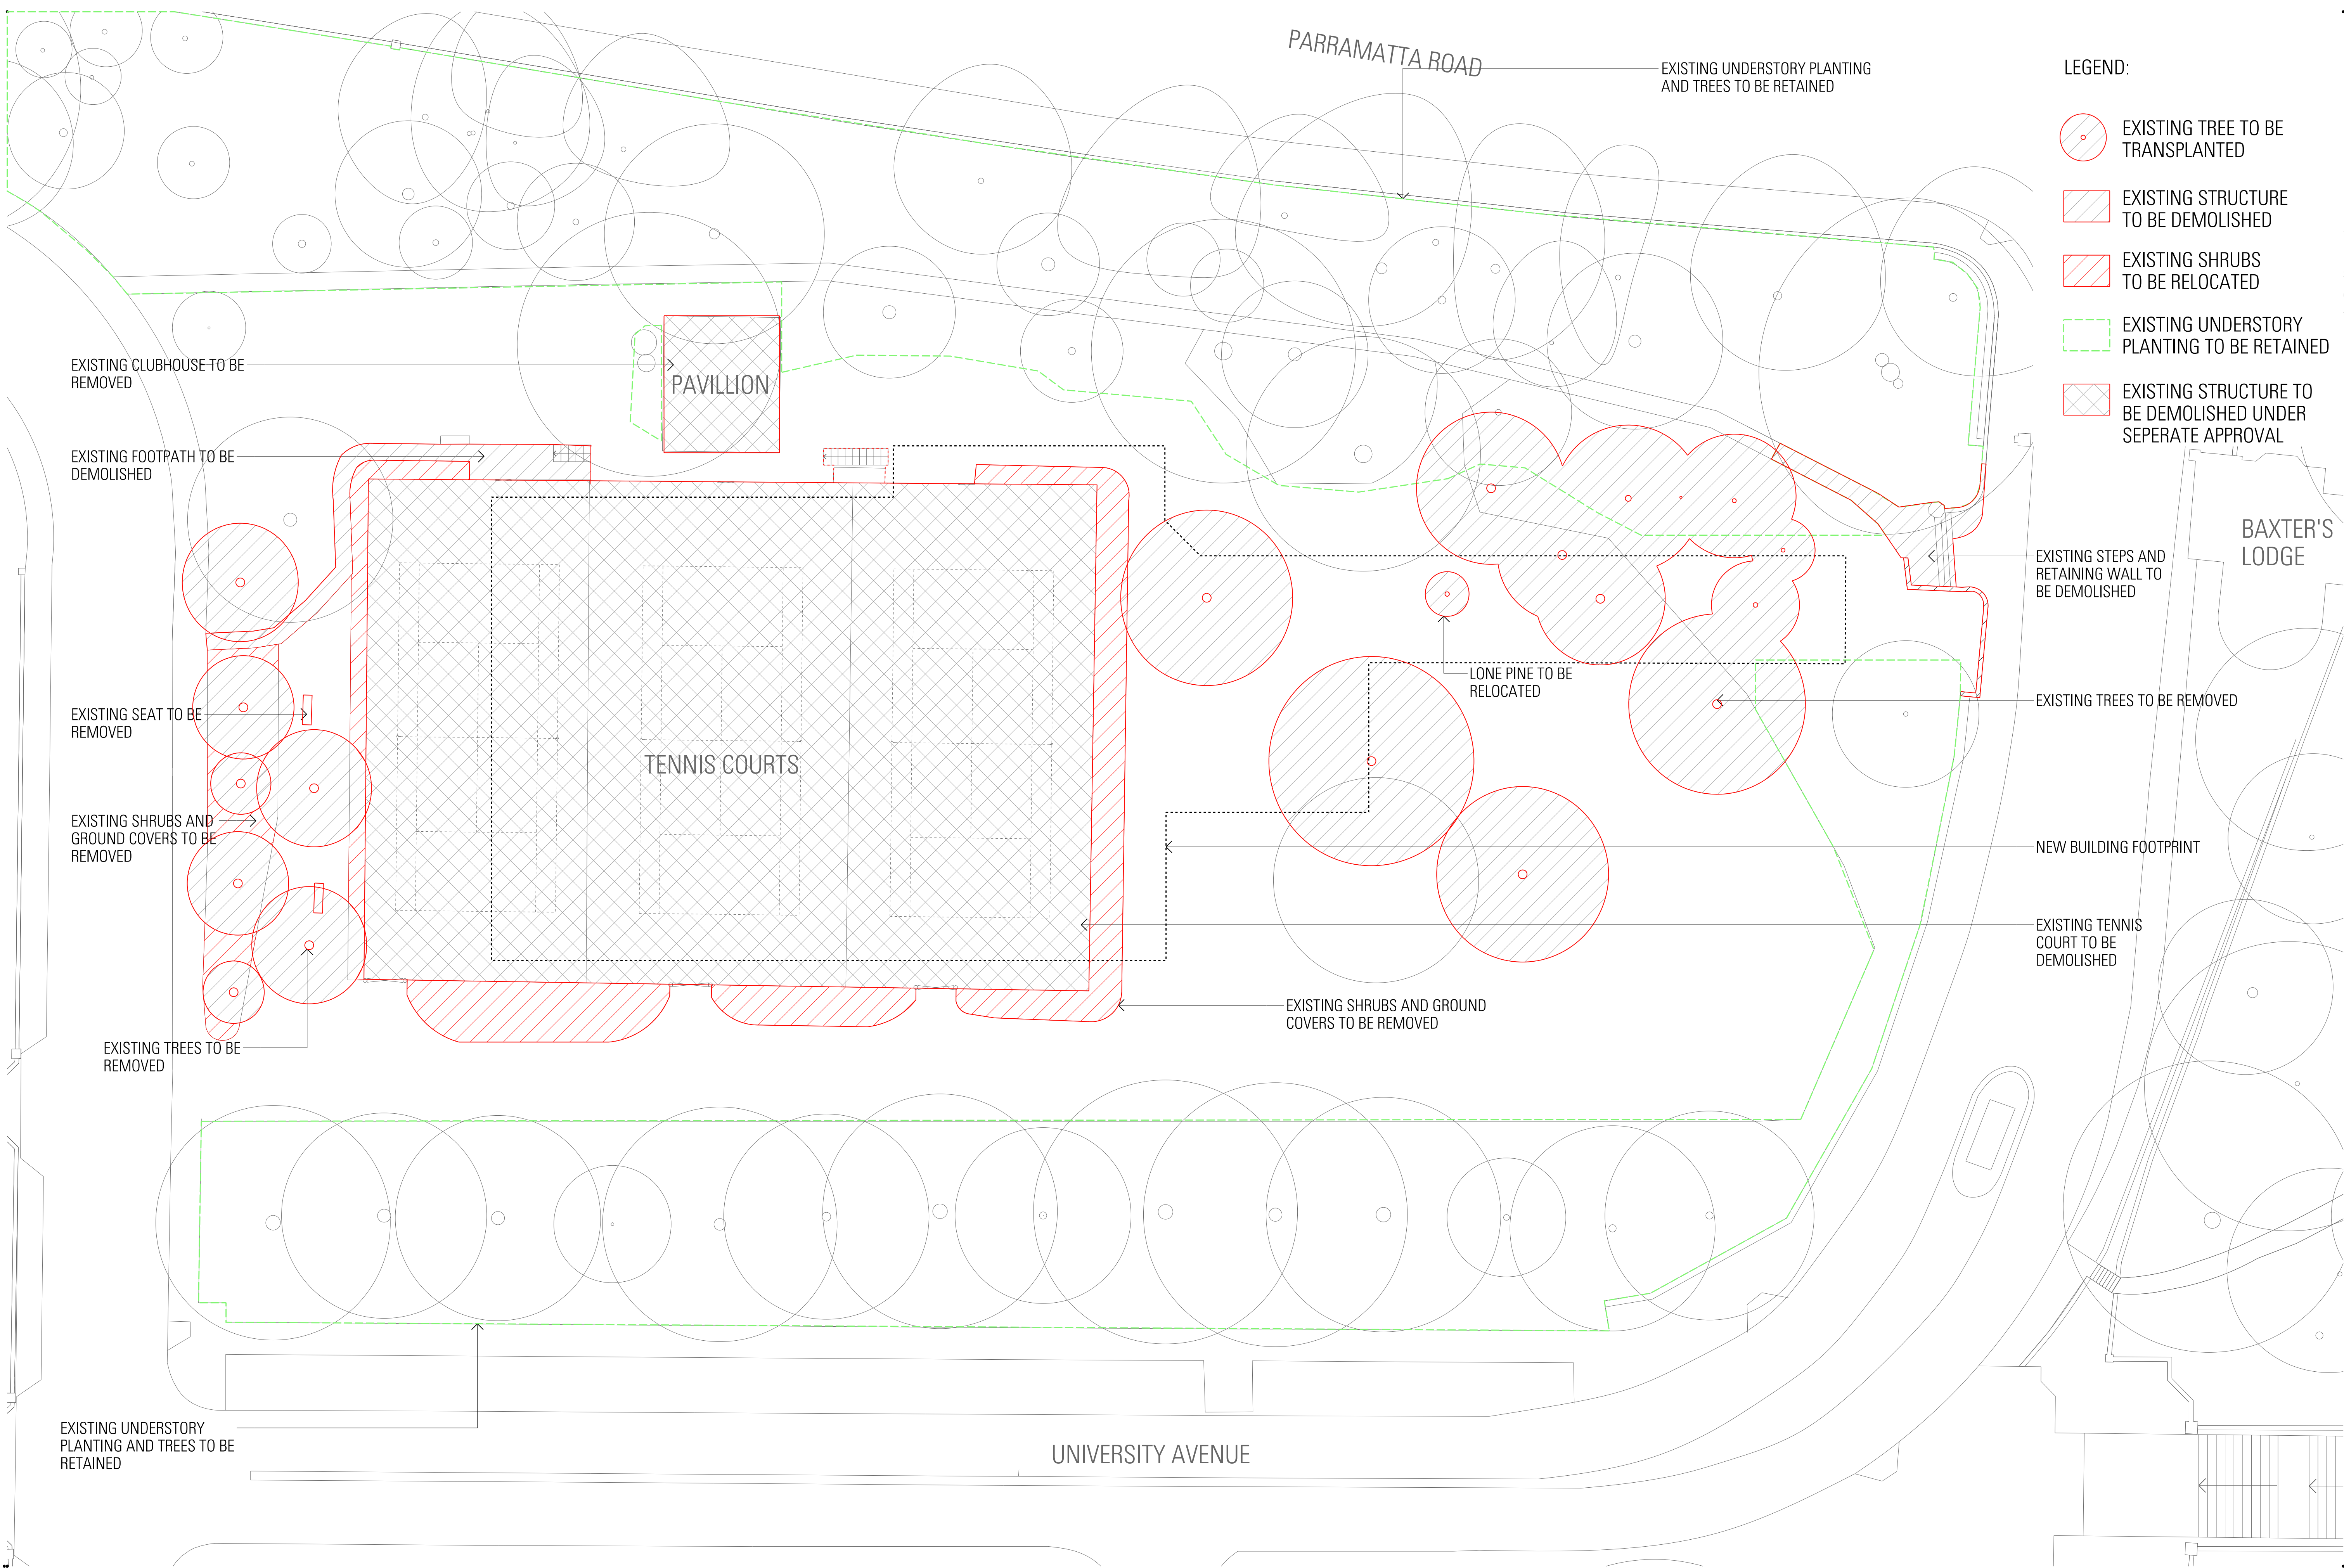 PARRAMATTA ROAD
EXISTING UNDERSTORY PLANTING
AND TREES TO BE RETAINED
LEGEND:
EXISTING TREE TO BE
TRANSPLANTED
EXISTING STRUCTURE
TO BE DEMOLISHED
EXISTING SHRUBS
TO BE RELOCATED
EXISTING UNDERSTORY
PLANTING TO BE RETAINED
EXISTING STRUCTURE TO
BE DEMOLISHED UNDER
SEPERATE APPROVAL
EXISTING CLUBHOUSE TO BE
REMOVED
PAVILLION
EXISTING FOOTPATH TO BE
DEMOLISHED
BAXTER'S
LODGE
EXISTING STEPS AND
RETAINING WALL TO
BE DEMOLISHED
LONE PINE TO BE
RELOCATED
EXISTING TREES TO BE REMOVED
EXISTING SEAT TO BE
REMOVED
TENNIS COURTS
EXISTING SHRUBS AND
GROUND COVERS TO BE
REMOVED
NEW BUILDING FOOTPRINT
EXISTING TENNIS
COURT TO BE
DEMOLISHED
EXISTING SHRUBS AND GROUND
COVERS TO BE REMOVED
EXISTING TREES TO BE
REMOVED
EXISTING UNDERSTORY
PLANTING AND TREES TO BE
RETAINED
UNIVERSITY AVENUE